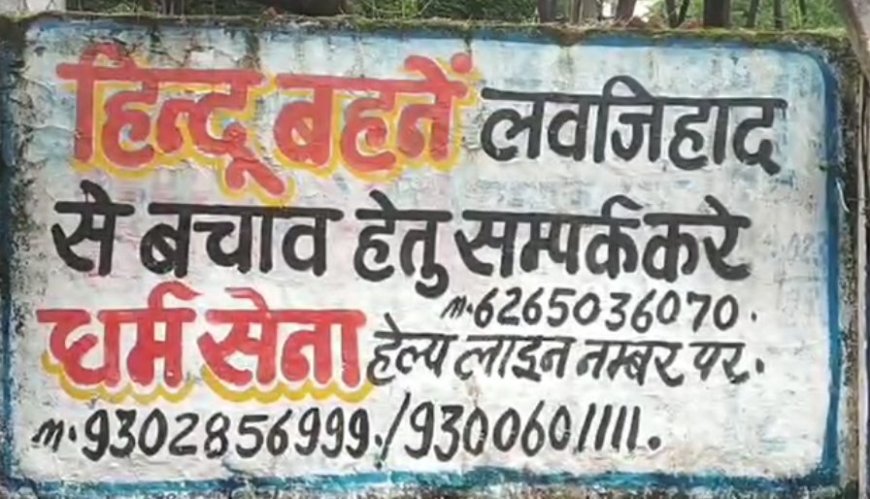 हिन्दू बहनें लवजिहाद
से बचाव हेतु सम्पर्क करे
m. 6265036070.
धर्म सेना हेल्प लाइन नम्बर पर.
m. 9302856999./9300601111.